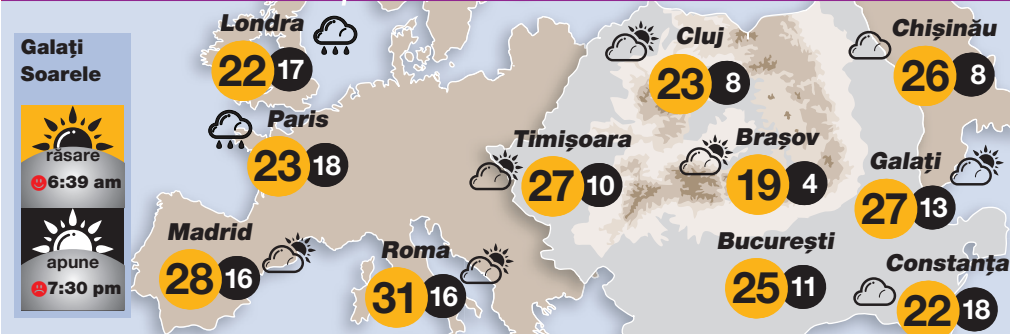 Galați
Soarele
răsare
6:39 am
apune
7:30 pm
Londra
22 17
Paris
23 18
Madrid
28 16
Roma
31 16
Timișoara
27 10
Cluj
23 8
Brașov
19 4
București
25 11
Chișinău
26 8
Galați
27 13
Constanța
22 18